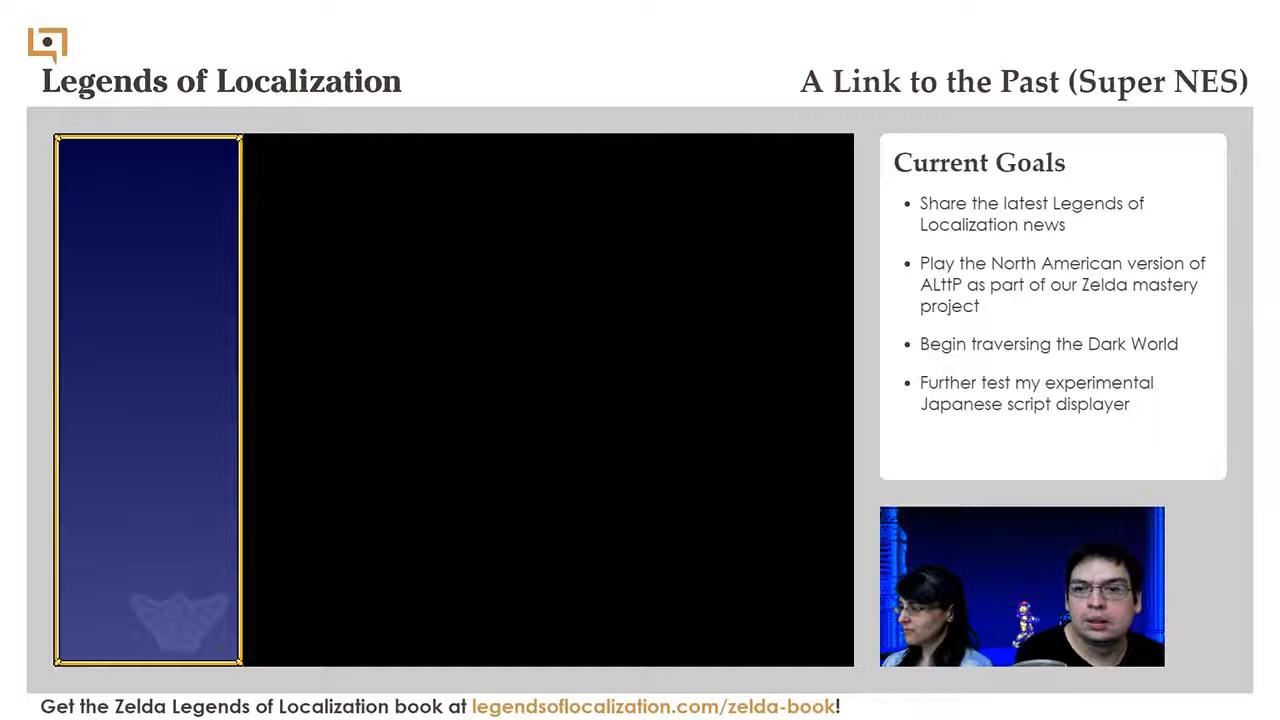 Legends of Localization
A Link to the Past (Super NES)
Current Goals
• Share the latest Legends of
Localization news
• Play the North American version of
ALttP as part of our Zelda mastery
project
• Begin traversing the Dark World
• Further test my experimental
Japanese script displayer
Get the Zelda Legends of Localization book at legendsoflocalization.com/zelda-book!